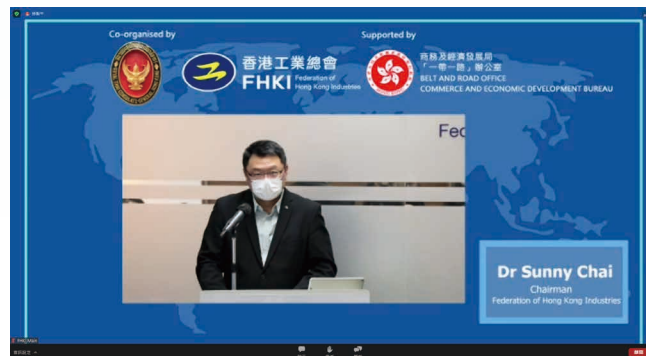 Co-organised by
Supported by
香港工業總會
FHKI Federation of
Hong Kong Industries
商務及經濟發展局
「一帶一路」辦公室
BELT AND ROAD OFFICE
COMMERCE AND ECONOMIC DEVELOPMENT BUREAU
Fed
Dr Sunny Chai
Chairman
Federation of Hong Kong Industries